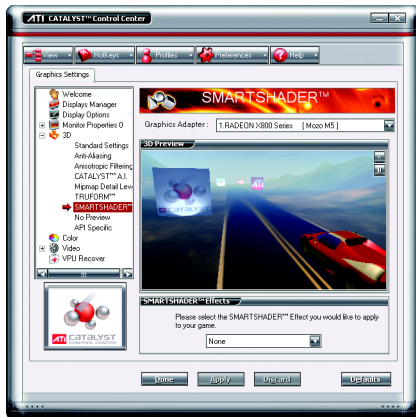 ATI CATALYST™ Control Center
View Hotkeys Profiles Preferences Help
Graphics Settings
Welcome
Displays Manager
Display Options
Monitor Properties 0
3D
Standard Settings
Anti-Aliasing
Anisotropic Filtering
CATALYST™ A.I.
Mipmap Detail Leve
TRUFORM™
SMARTSHADER™
No Preview
API Specific
Color
Video
VPU Recover
ATI CATALYST
CONTROL CENTER
SMARTSHADER™
Graphics Adapter : 1.RADEON X800 Series [ Mozo M5 ]
3D Preview
CATALYST
ATI
SMARTSHADER™ Effects
Please select the SMARTSHADER™ Effect you would like to apply
to your game.
None
Done Apply Discard Defaults